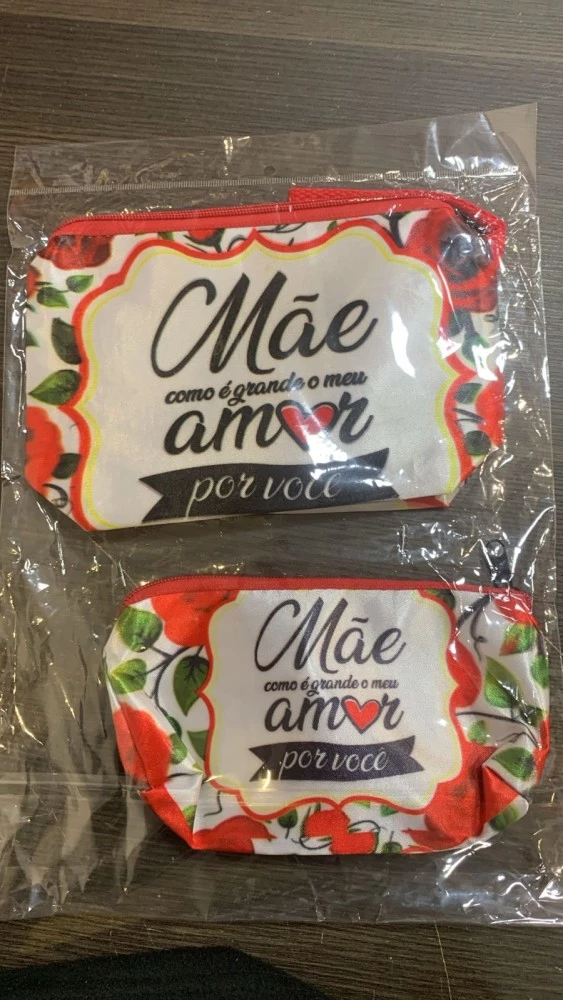 Mãe
como é grande o meu
amor
por você
Mãe
como é grande o meu
amor
por você